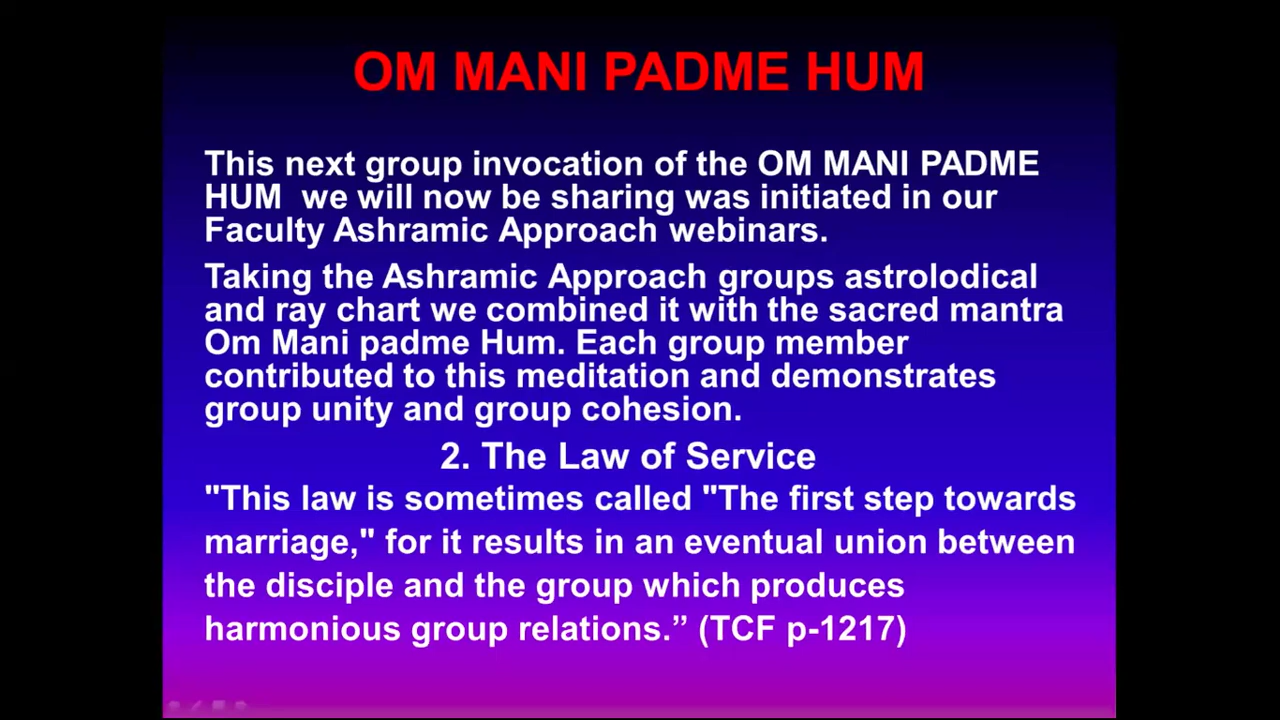 OM MANI PADME HUM
This next group invocation of the OM MANI PADME
HUM  we will now be sharing was initiated in our
Faculty Ashramic Approach webinars.
Taking the Ashramic Approach groups astrolodical
and ray chart we combined it with the sacred mantra
Om Mani padme Hum. Each group member
contributed to this meditation and demonstrates
group unity and group cohesion.
2. The Law of Service
"This law is sometimes called "The first step towards
marriage," for it results in an eventual union between
the disciple and the group which produces
harmonious group relations.” (TCF p-1217)